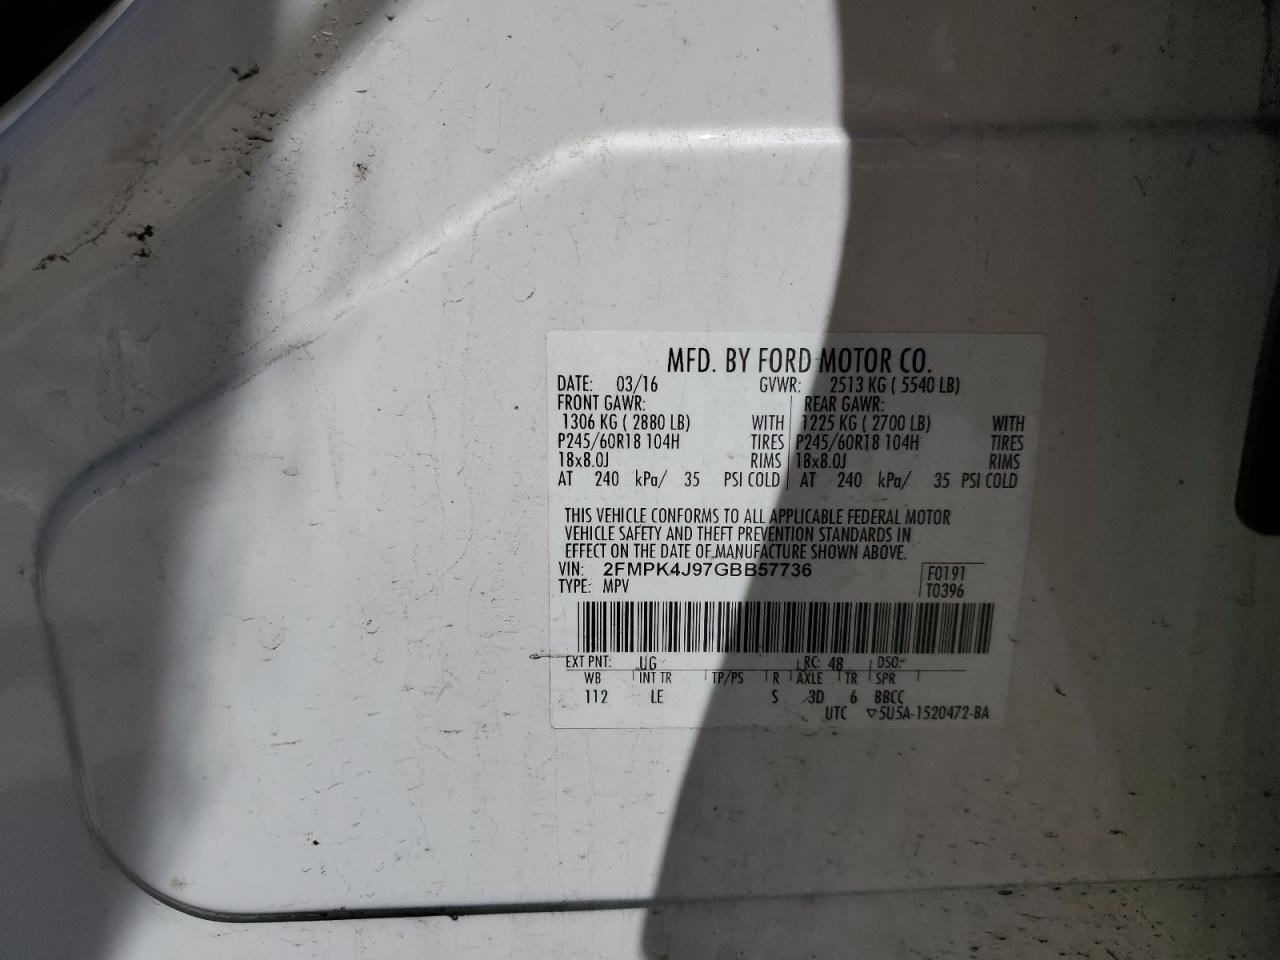 MFD. BY FORD MOTOR CO.
DATE: 03/16 GVWR: 2513 KG ( 5540 LB)
FRONT GAWR: REAR GAWR:
1306 KG ( 2880 LB) WITH 1225 KG ( 2700 LB) WITH
P245/60R18 104H TIRES P245/60R18 104H TIRES
18x8.0J RIMS 18x8.0J RIMS
AT 240 kPa/ 35 PSI COLD AT 240 kPa/ 35 PSI COLD
THIS VEHICLE CONFORMS TO ALL APPLICABLE FEDERAL MOTOR
VEHICLE SAFETY AND THEFT PREVENTION STANDARDS IN
EFFECT ON THE DATE OF MANUFACTURE SHOWN ABOVE.
VIN: 2FMPK4J97GBB57736 F0191
TYPE: MPV T0396
EXT PNT: UG RC: 48 DSO:
WB INT TR TP/PS R AXLE TR SPR
112 LE S 3D 6 BBCC
UTC ▽5U5A-1520472-BA